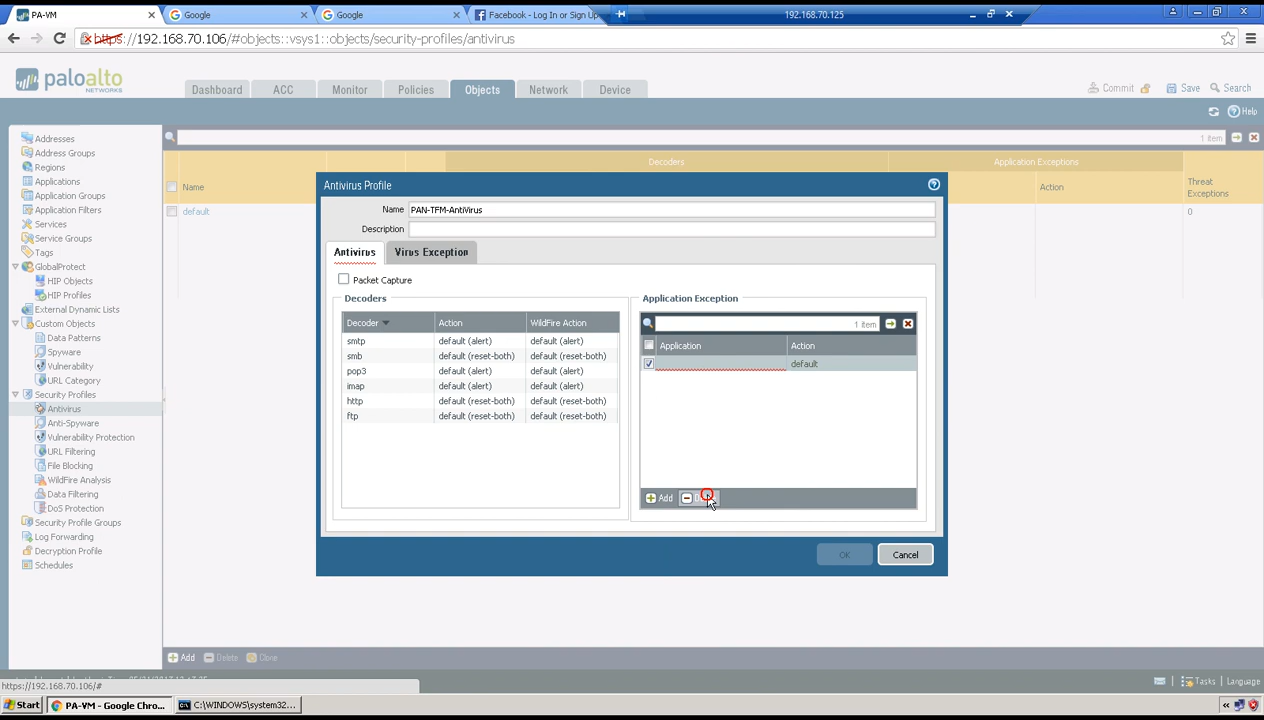 PA-VM
Google
Google
Facebook - Log In or Sign Up
192.168.70.125
https://192.168.70.106/#objects::vsys1::objects/security-profiles/antivirus
paloalto
NETWORKS
Dashboard
ACC
Monitor
Policies
Objects
Network
Device
Commit
Save
Search
Help
Addresses
Address Groups
Regions
Applications
Application Groups
Application Filters
Services
Service Groups
Tags
GlobalProtect
HIP Objects
HIP Profiles
External Dynamic Lists
Custom Objects
Data Patterns
Spyware
Vulnerability
URL Category
Security Profiles
Antivirus
Anti-Spyware
Vulnerability Protection
URL Filtering
File Blocking
WildFire Analysis
Data Filtering
DoS Protection
Security Profile Groups
Log Forwarding
Decryption Profile
Schedules
1 item
Decoders
Application Exceptions
Name
Action
Threat
Exceptions
default
0
Antivirus Profile
Name PAN-TFM-AntiVirus
Description
Antivirus
Virus Exception
Packet Capture
Decoders
Decoder Action WildFire Action
smtp default (alert) default (alert)
smb default (reset-both) default (reset-both)
pop3 default (alert) default (alert)
imap default (alert) default (alert)
http default (reset-both) default (reset-both)
ftp default (reset-both) default (reset-both)
Application Exception
1 item
Application Action
default
Add
OK
Cancel
Add
Delete
Clone
https://192.168.70.106/#
Tasks
Language
Start
PA-VM - Google Chro...
C:\WINDOWS\system32...